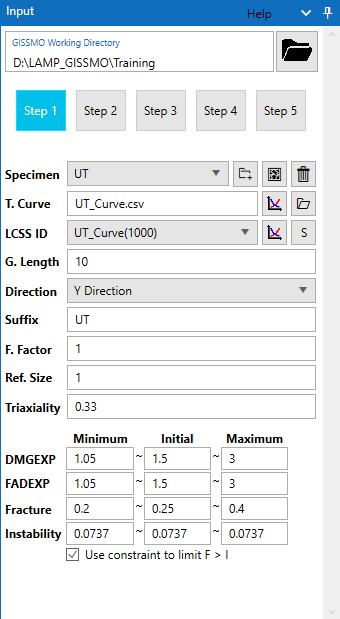 Input Help
GISSMO Working Directory
D:\LAMP_GISSMO\Training
Step 1 Step 2 Step 3 Step 4 Step 5
Specimen UT
T. Curve UT_Curve.csv
LCSS ID UT_Curve(1000) S
G. Length 10
Direction Y Direction
Suffix UT
F. Factor 1
Ref. Size 1
Triaxiality 0.33
Minimum Initial Maximum
DMGEXP 1.05 ~ 1.5 ~ 3
FADEXP 1.05 ~ 1.5 ~ 3
Fracture 0.2 ~ 0.25 ~ 0.4
Instability 0.0737 ~ 0.0737 ~ 0.0737
Use constraint to limit F > I